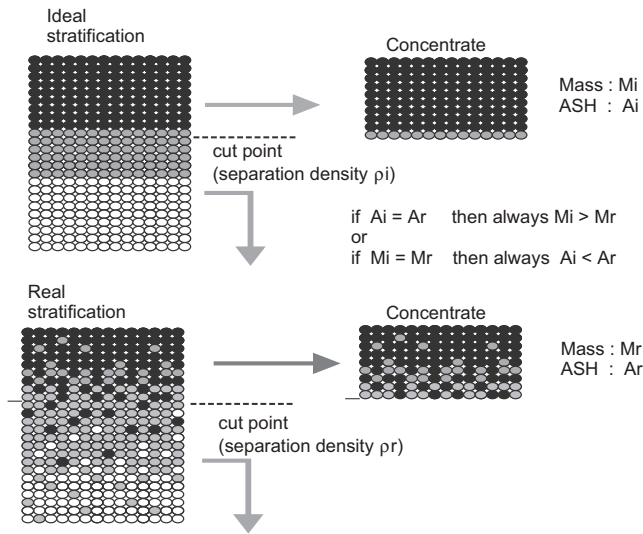 Ideal
stratification
Concentrate
Mass : Mi
ASH : Ai
cut point
(separation density ρi)
if Ai = Ar then always Mi > Mr
or
if Mi = Mr then always Ai < Ar
Real
stratification
Concentrate
Mass : Mr
ASH : Ar
cut point
(separation density ρr)